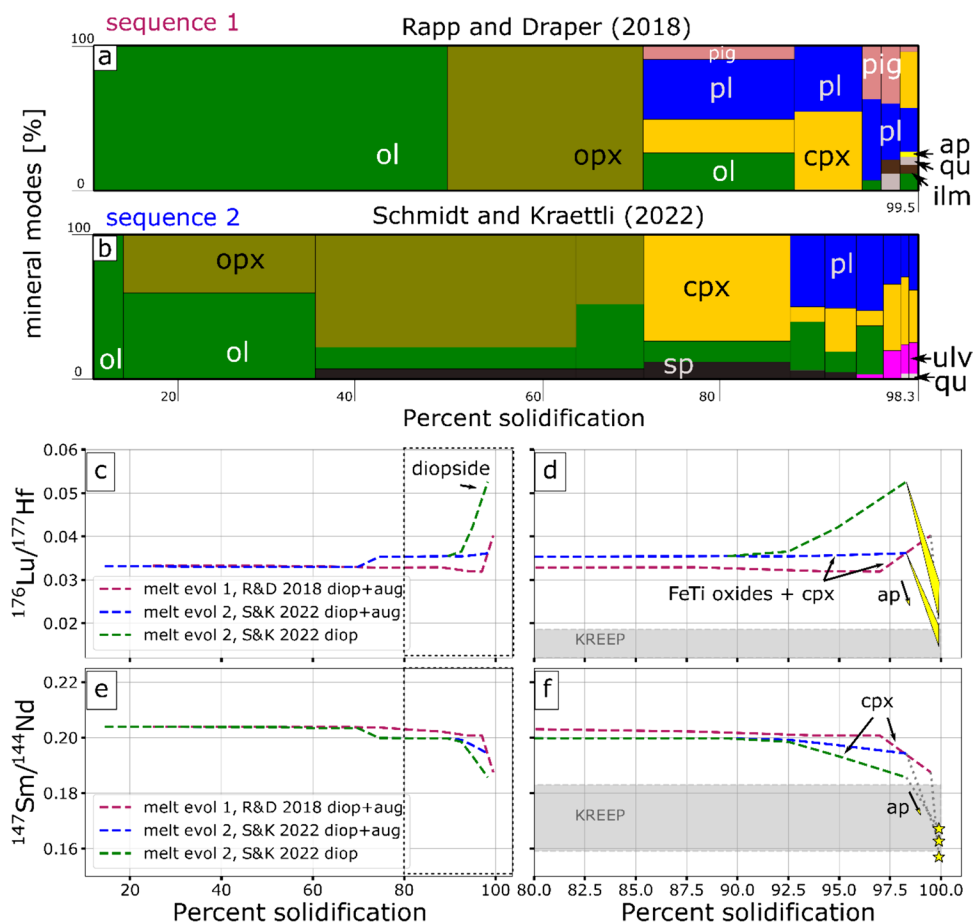 sequence 1
Rapp and Draper (2018)
100
a
mineral modes [%]
ol
opx
pig
pl
ol
pl
cpx
pig
pl
ap
qu
ilm
0
99.5
sequence 2
Schmidt and Kraettli (2022)
100
b
opx
ol
ol
cpx
sp
pl
ulv
qu
0
20
40
60
80
98.3
Percent solidification
c
0.06
0.05
0.04
0.03
0.02
176Lu/177Hf
diopside
melt evol 1, R&D 2018 diop+aug
melt evol 2, S&K 2022 diop+aug
melt evol 2, S&K 2022 diop
d
FeTi oxides + cpx
ap
KREEP
e
0.22
0.20
0.18
0.16
147Sm/144Nd
melt evol 1, R&D 2018 diop+aug
melt evol 2, S&K 2022 diop+aug
melt evol 2, S&K 2022 diop
20
40
60
80
100
Percent solidification
f
cpx
ap
KREEP
80.0
82.5
85.0
87.5
90.0
92.5
95.0
97.5
100.0
Percent solidification